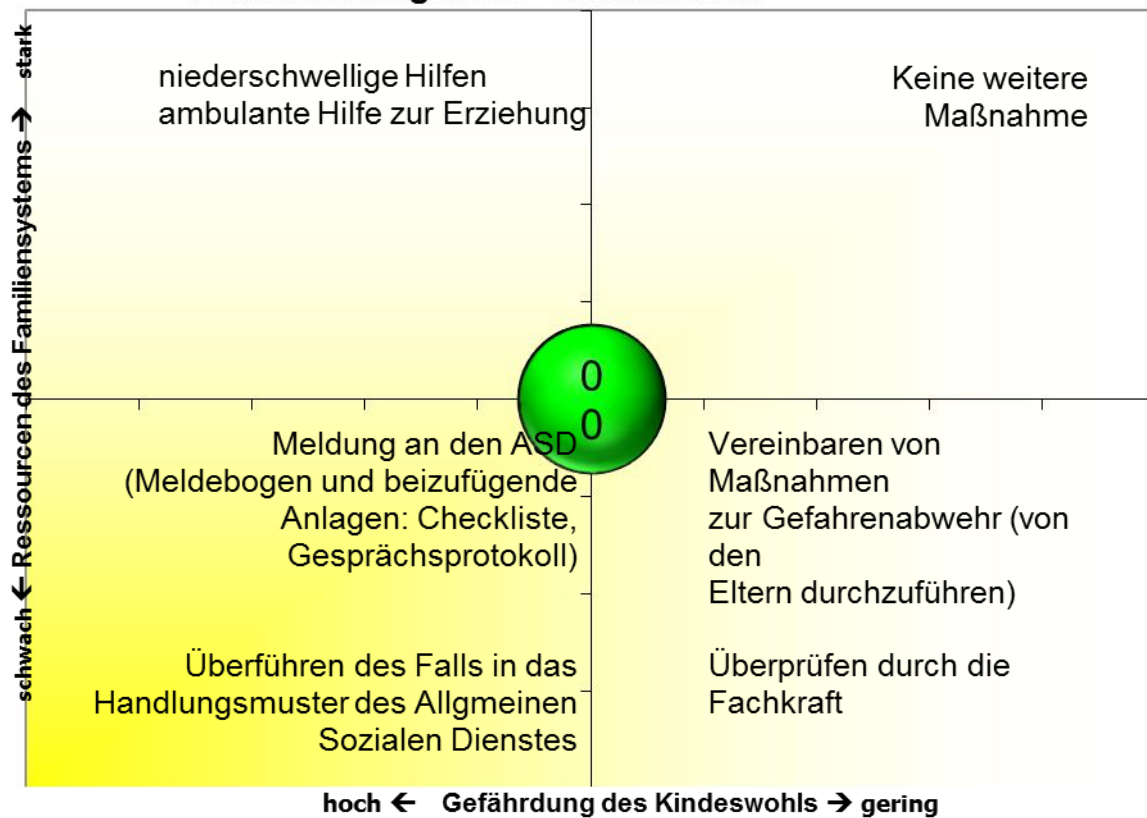 stark
niederschwellige Hilfen
ambulante Hilfe zur Erziehung
Keine weitere
Maßnahme
schwach ← Ressourcen des Familiensystems →
0
0
Meldung an den ASD
(Meldebogen und beizufügende
Anlagen: Checkliste,
Gesprächsprotokoll)
Überführen des Falls in das
Handlungsmuster des Allgmeinen
Sozialen Dienstes
Vereinbaren von
Maßnahmen
zur Gefahrenabwehr (von
den
Eltern durchzuführen)
Überprüfen durch die
Fachkraft
hoch ← Gefährdung des Kindeswohls → gering